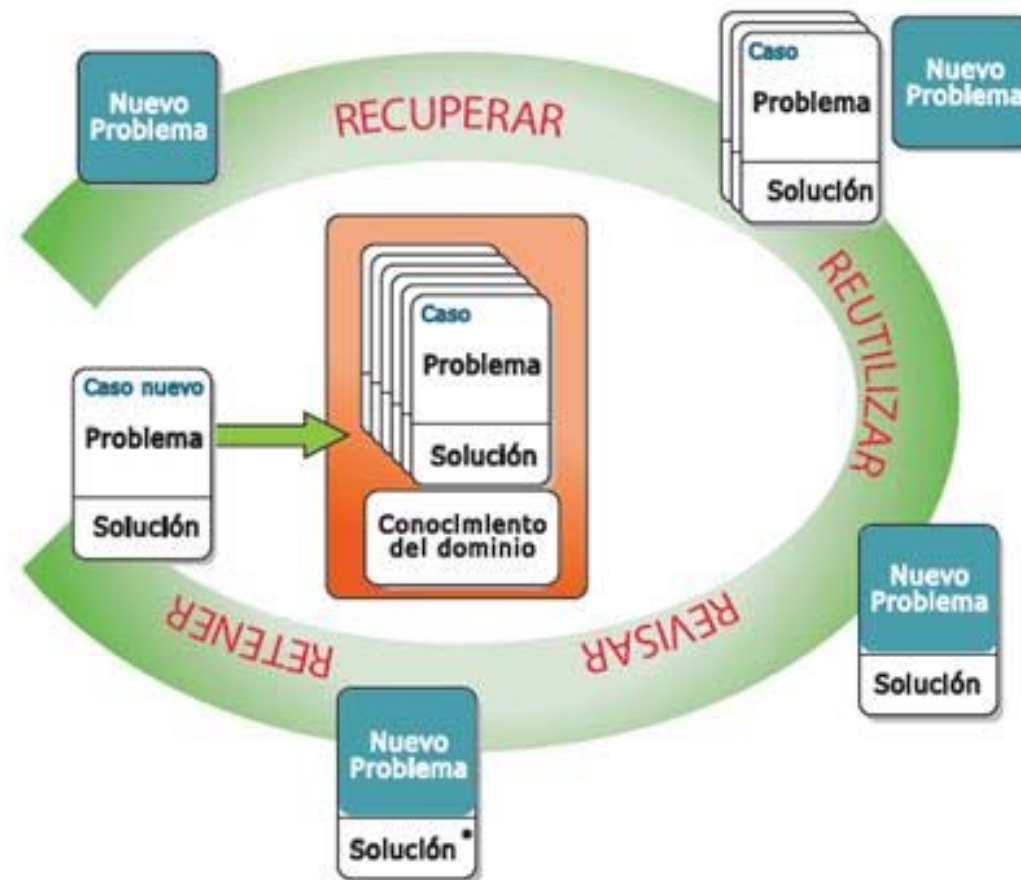 Nuevo
Problema
RECUPERAR
Caso
Problema
Solución
Nuevo
Problema
REUTILIZAR
Caso
Problema
Solución
Conocimiento
del dominio
Caso nuevo
Problema
Solución
Nuevo
Problema
Solución
REVISAR
RETENER
Nuevo
Problema
Solución *